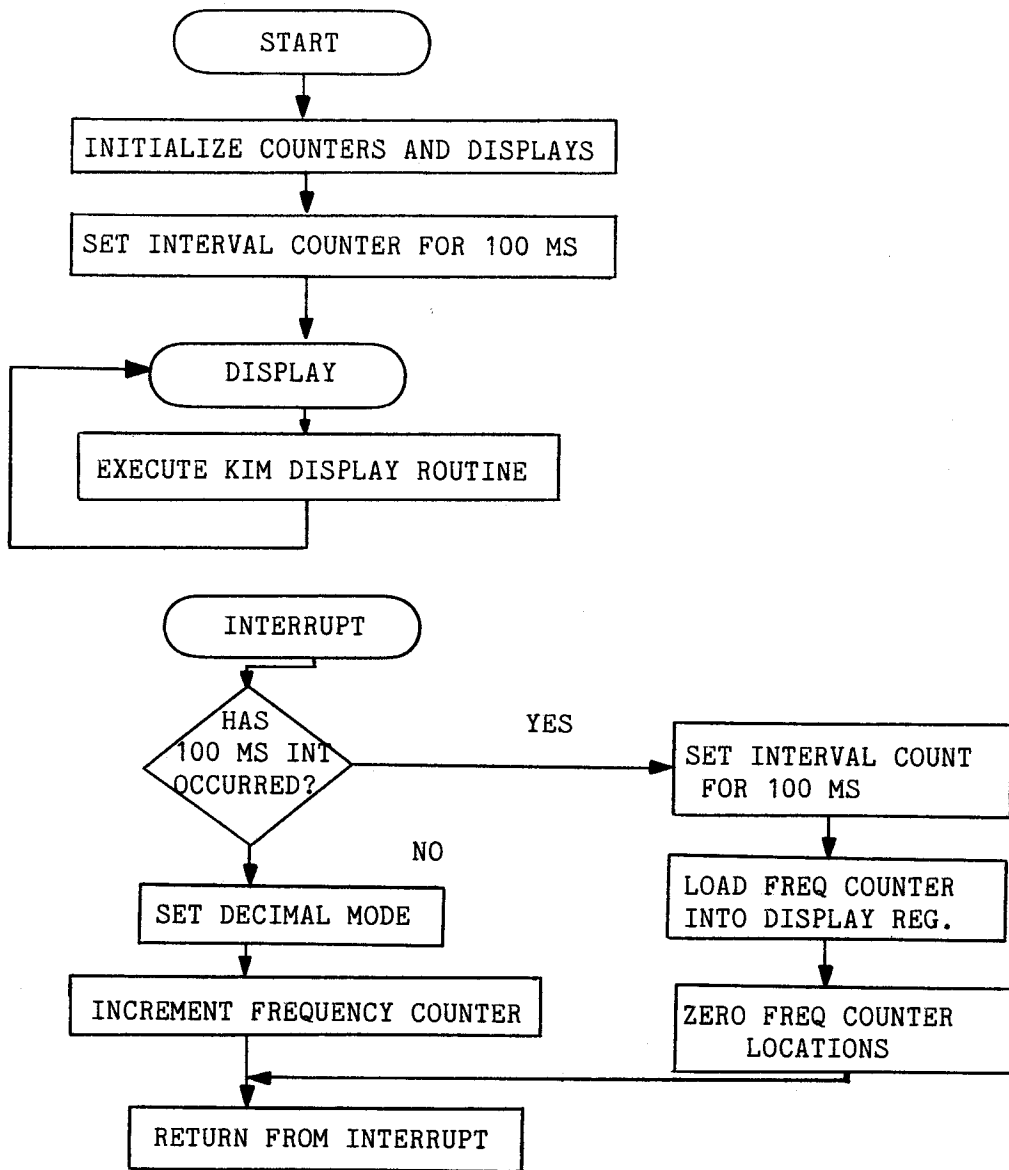 START
INITIALIZE COUNTERS AND DISPLAYS
SET INTERVAL COUNTER FOR 100 MS
DISPLAY
EXECUTE KIM DISPLAY ROUTINE
INTERRUPT
HAS
100 MS INT
OCCURRED?
YES
NO
SET INTERVAL COUNT
FOR 100 MS
LOAD FREQ COUNTER
INTO DISPLAY REG.
ZERO FREQ COUNTER
LOCATIONS
SET DECIMAL MODE
INCREMENT FREQUENCY COUNTER
RETURN FROM INTERRUPT